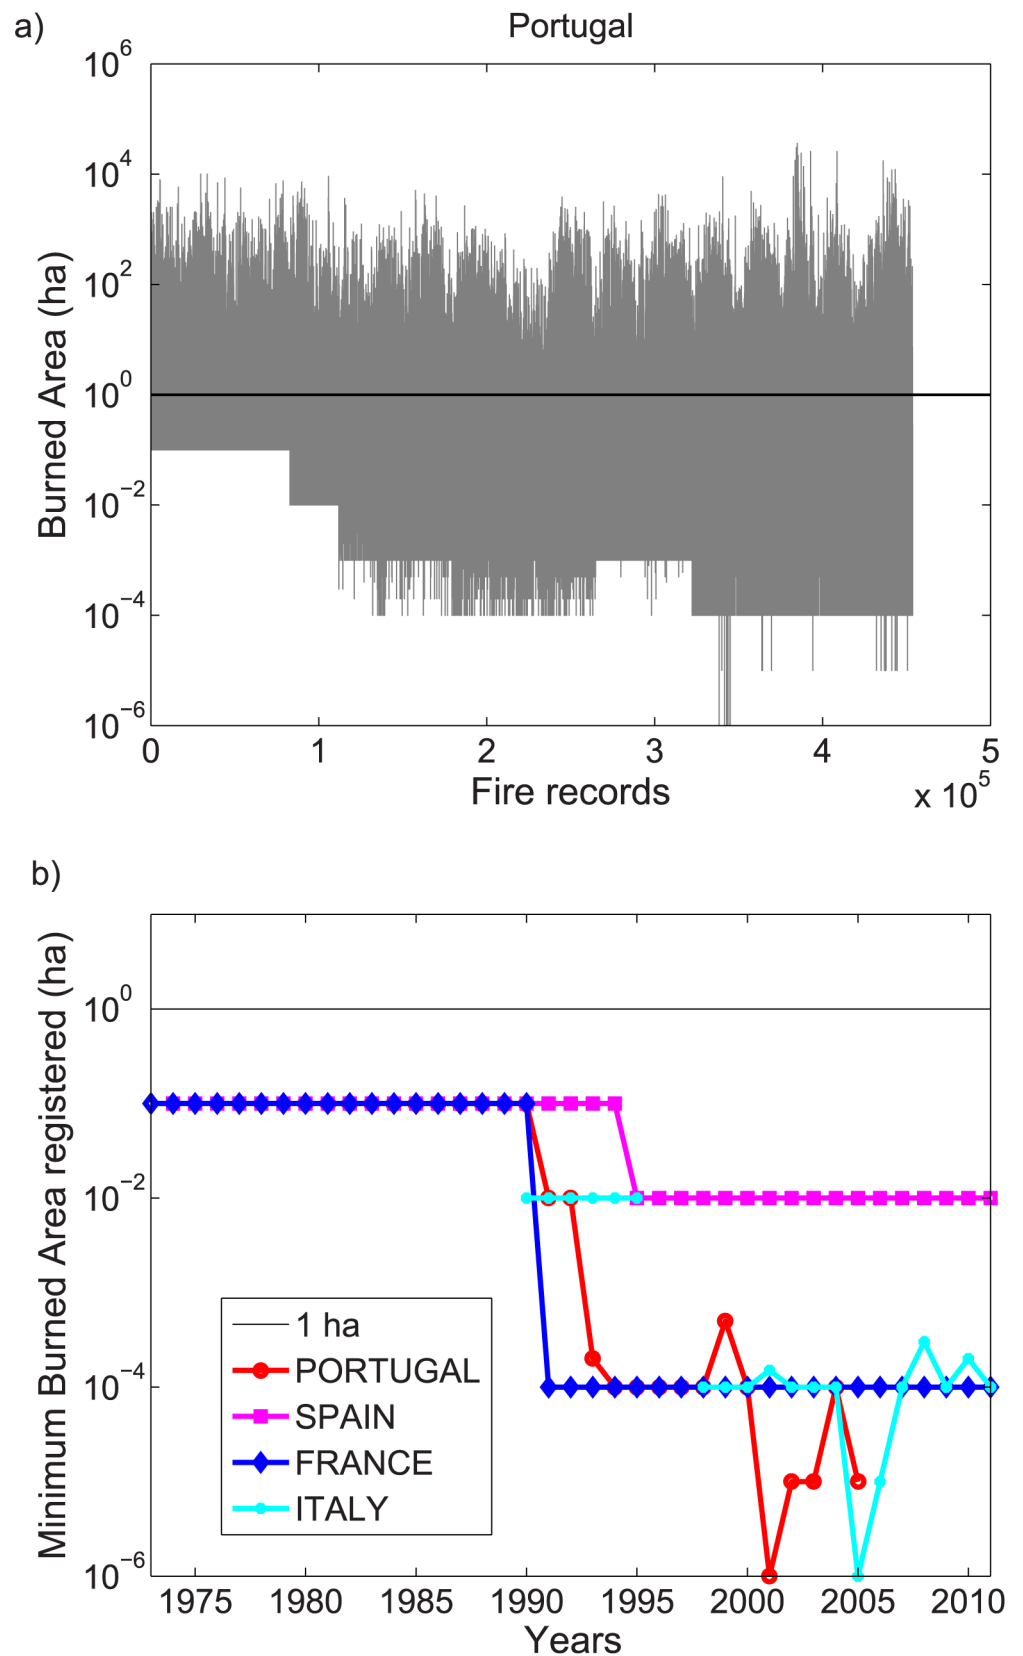 a)
Portugal
10^6
10^4
10^2
10^0
10^−2
10^−4
10^−6
Burned Area (ha)
0 1 2 3 4 5
Fire records
x 10^5
b)
10^0
10^−2
10^−4
10^−6
Minimum Burned Area registered (ha)
1 ha
PORTUGAL
SPAIN
FRANCE
ITALY
1975 1980 1985 1990 1995 2000 2005 2010
Years